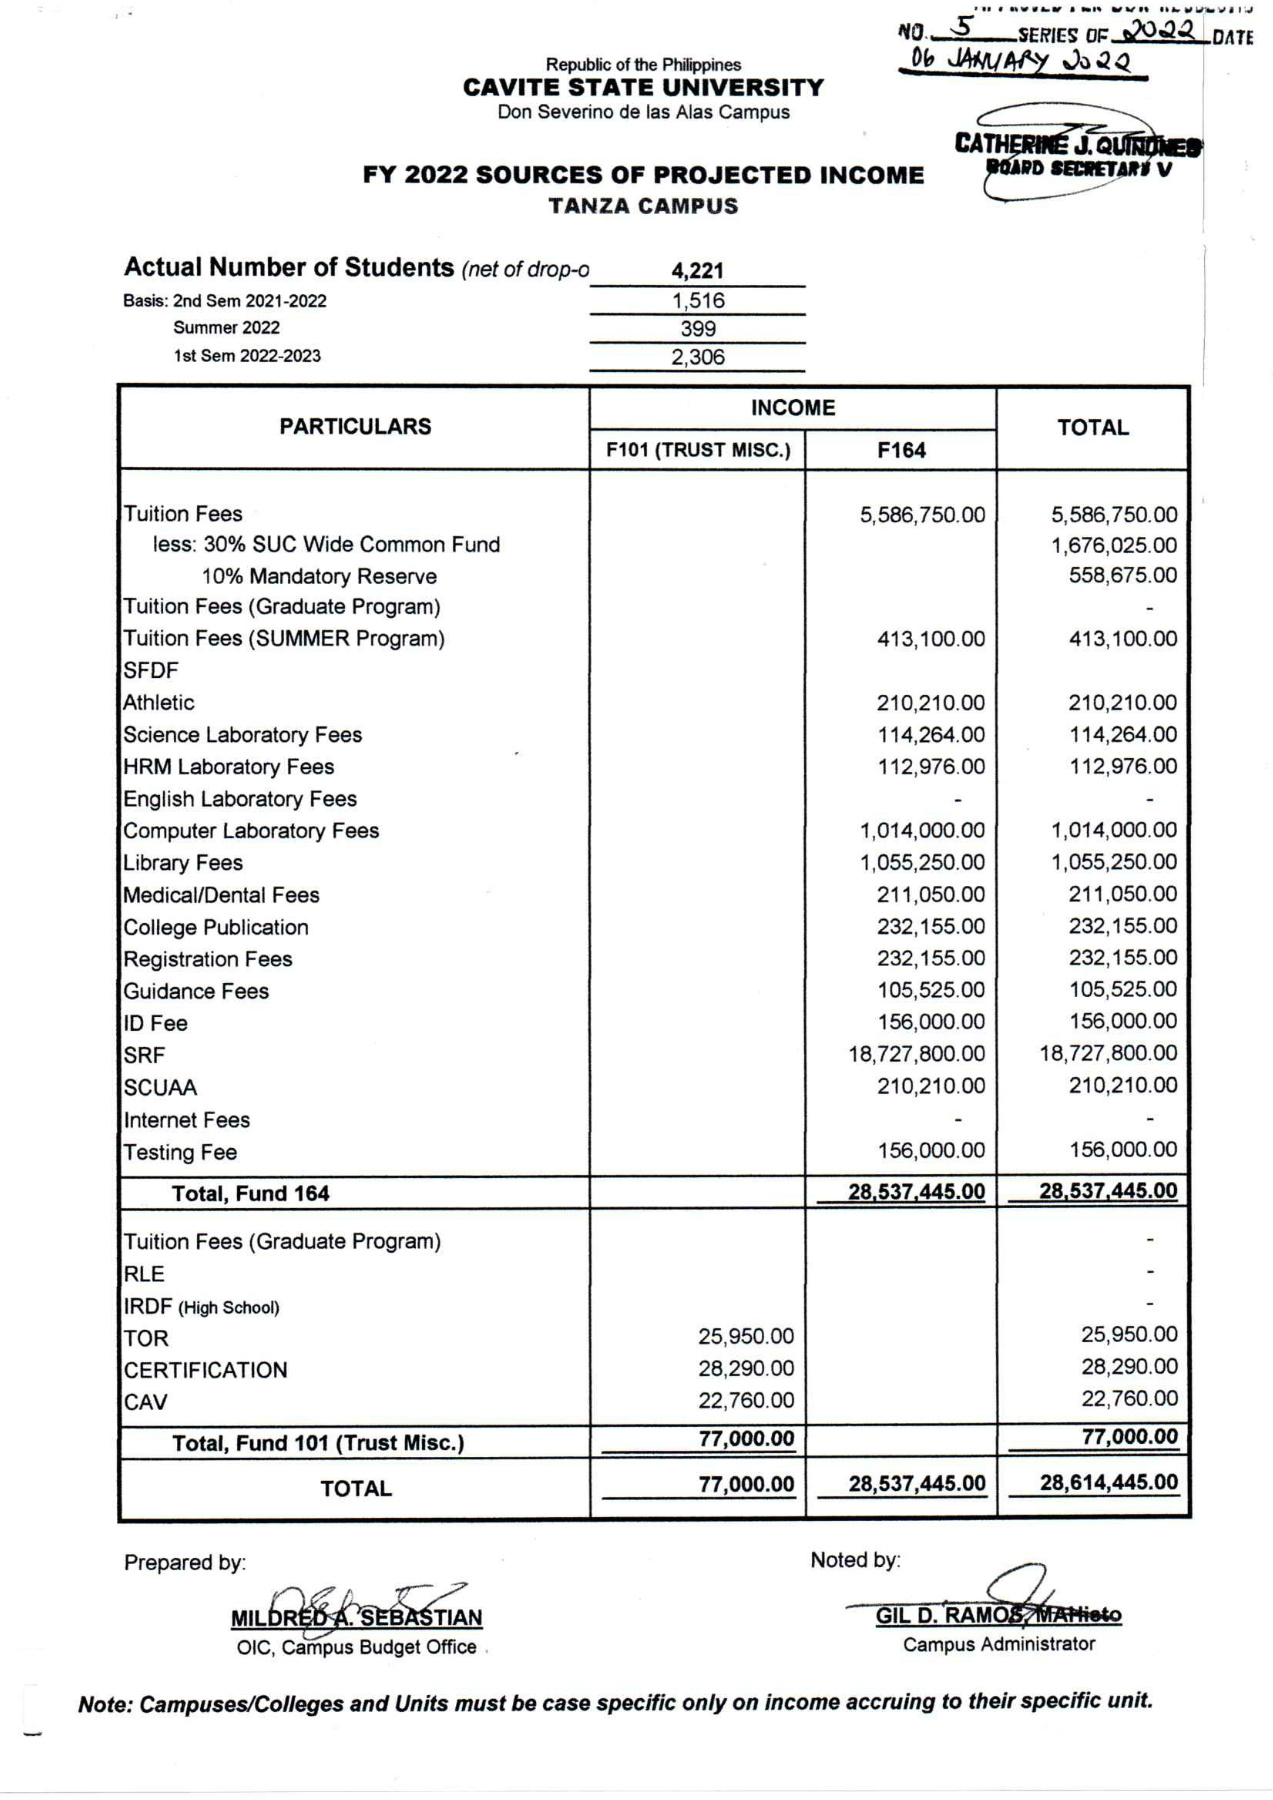 NO. 5 SERIES OF 2022 DATE
06 JANUARY 2022
Republic of the Philippines
CAVITE STATE UNIVERSITY
Don Severino de las Alas Campus
CATHERINE J. QUINONES
BOARD SECRETARY V
FY 2022 SOURCES OF PROJECTED INCOME
TANZA CAMPUS
Actual Number of Students (net of drop-o 4,221
Basis: 2nd Sem 2021-2022 1,516
Summer 2022 399
1st Sem 2022-2023 2,306
PARTICULARS INCOME TOTAL
F101 (TRUST MISC.) F164
Tuition Fees 5,586,750.00 5,586,750.00
less: 30% SUC Wide Common Fund 1,676,025.00
10% Mandatory Reserve 558,675.00
Tuition Fees (Graduate Program) -
Tuition Fees (SUMMER Program) 413,100.00 413,100.00
SFDF
Athletic 210,210.00 210,210.00
Science Laboratory Fees 114,264.00 114,264.00
HRM Laboratory Fees 112,976.00 112,976.00
English Laboratory Fees - -
Computer Laboratory Fees 1,014,000.00 1,014,000.00
Library Fees 1,055,250.00 1,055,250.00
Medical/Dental Fees 211,050.00 211,050.00
College Publication 232,155.00 232,155.00
Registration Fees 232,155.00 232,155.00
Guidance Fees 105,525.00 105,525.00
ID Fee 156,000.00 156,000.00
SRF 18,727,800.00 18,727,800.00
SCUAA 210,210.00 210,210.00
Internet Fees - -
Testing Fee 156,000.00 156,000.00
Total, Fund 164 28,537,445.00 28,537,445.00
Tuition Fees (Graduate Program) -
RLE -
IRDF (High School) -
TOR 25,950.00 25,950.00
CERTIFICATION 28,290.00 28,290.00
CAV 22,760.00 22,760.00
Total, Fund 101 (Trust Misc.) 77,000.00 77,000.00
TOTAL 77,000.00 28,537,445.00 28,614,445.00
Prepared by: Noted by:
MILDRED A. SEBASTIAN GIL D. RAMOS, MAHisto
OIC, Campus Budget Office Campus Administrator
Note: Campuses/Colleges and Units must be case specific only on income accruing to their specific unit.